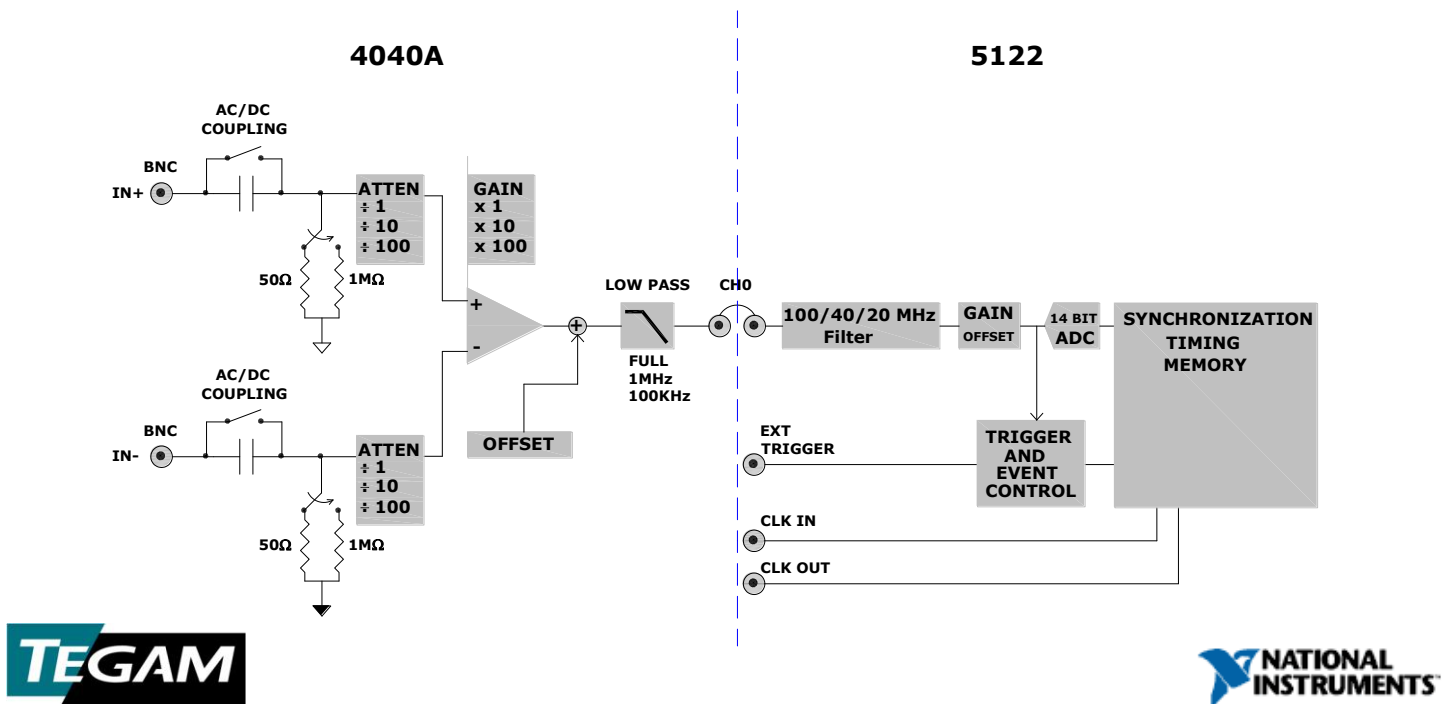 4040A
5122
AC/DC
COUPLING
BNC
IN+
ATTEN
÷ 1
÷ 10
÷ 100
GAIN
x 1
x 10
x 100
50Ω
1MΩ
+
-
+
LOW PASS
FULL
1MHz
100KHz
CH0
100/40/20 MHz
Filter
GAIN
OFFSET
14 BIT
ADC
SYNCHRONIZATION
TIMING
MEMORY
AC/DC
COUPLING
BNC
IN-
ATTEN
÷ 1
÷ 10
÷ 100
50Ω
1MΩ
OFFSET
EXT
TRIGGER
TRIGGER
AND
EVENT
CONTROL
CLK IN
CLK OUT
TEGAM
NATIONAL
INSTRUMENTS™